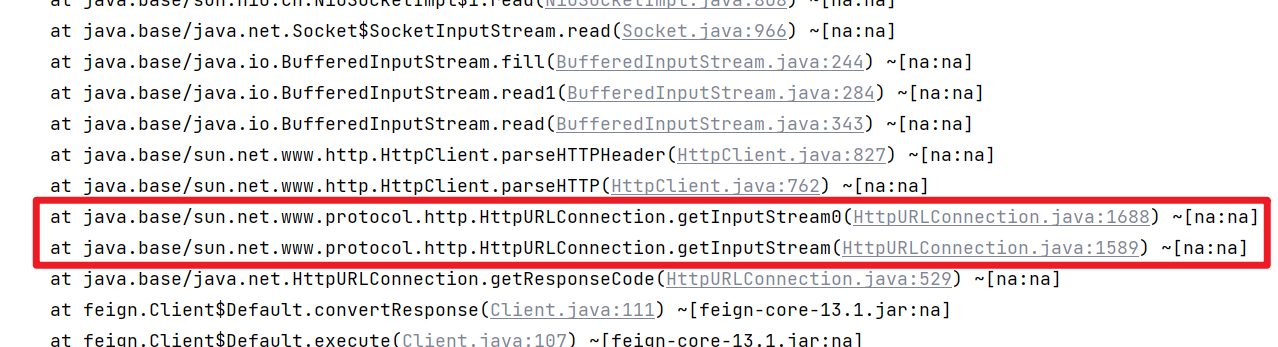 at java.base/sun.nio.ch.NioSocketImpl$1.read(NioSocketImpl.java:808) ~[na:na]
at java.base/java.net.Socket$SocketInputStream.read(Socket.java:966) ~[na:na]
at java.base/java.io.BufferedInputStream.fill(BufferedInputStream.java:244) ~[na:na]
at java.base/java.io.BufferedInputStream.read1(BufferedInputStream.java:284) ~[na:na]
at java.base/java.io.BufferedInputStream.read(BufferedInputStream.java:343) ~[na:na]
at java.base/sun.net.www.http.HttpClient.parseHTTPHeader(HttpClient.java:827) ~[na:na]
at java.base/sun.net.www.http.HttpClient.parseHTTP(HttpClient.java:762) ~[na:na]
at java.base/sun.net.www.protocol.http.HttpURLConnection.getInputStream0(HttpURLConnection.java:1688) ~[na:na]
at java.base/sun.net.www.protocol.http.HttpURLConnection.getInputStream(HttpURLConnection.java:1589) ~[na:na]
at java.base/java.net.HttpURLConnection.getResponseCode(HttpURLConnection.java:529) ~[na:na]
at feign.Client$Default.convertResponse(Client.java:111) ~[feign-core-13.1.jar:na]
at feign.Client$Default.execute(Client.java:107) ~[feign-core-13.1.jar:na]